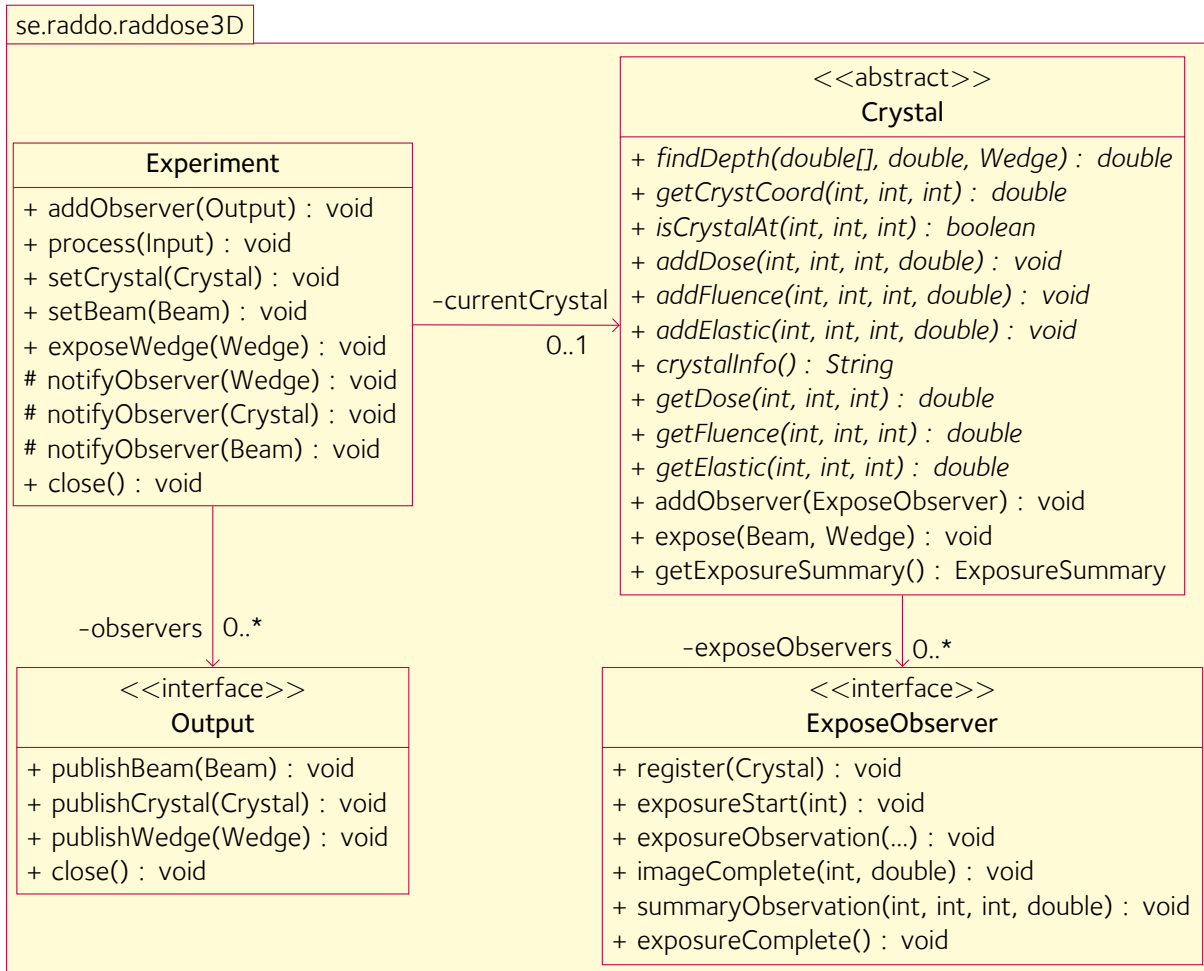 se.raddo.raddose3D
Experiment
+ addObserver(Output) : void
+ process(Input) : void
+ setCrystal(Crystal) : void
+ setBeam(Beam) : void
+ exposeWedge(Wedge) : void
# notifyObserver(Wedge) : void
# notifyObserver(Crystal) : void
# notifyObserver(Beam) : void
+ close() : void
-currentCrystal
0..1
<<abstract>>
Crystal
+ findDepth(double[], double, Wedge) : double
+ getCrystCoord(int, int, int) : double
+ isCrystalAt(int, int, int) : boolean
+ addDose(int, int, int, double) : void
+ addFluence(int, int, int, double) : void
+ addElastic(int, int, int, double) : void
+ crystalInfo() : String
+ getDose(int, int, int) : double
+ getFluence(int, int, int) : double
+ getElastic(int, int, int) : double
+ addObserver(ExposeObserver) : void
+ expose(Beam, Wedge) : void
+ getExposureSummary() : ExposureSummary
-observers 0..*
<<interface>>
Output
+ publishBeam(Beam) : void
+ publishCrystal(Crystal) : void
+ publishWedge(Wedge) : void
+ close() : void
-exposeObservers 0..*
<<interface>>
ExposeObserver
+ register(Crystal) : void
+ exposureStart(int) : void
+ exposureObservation(...) : void
+ imageComplete(int, double) : void
+ summaryObservation(int, int, int, double) : void
+ exposureComplete() : void